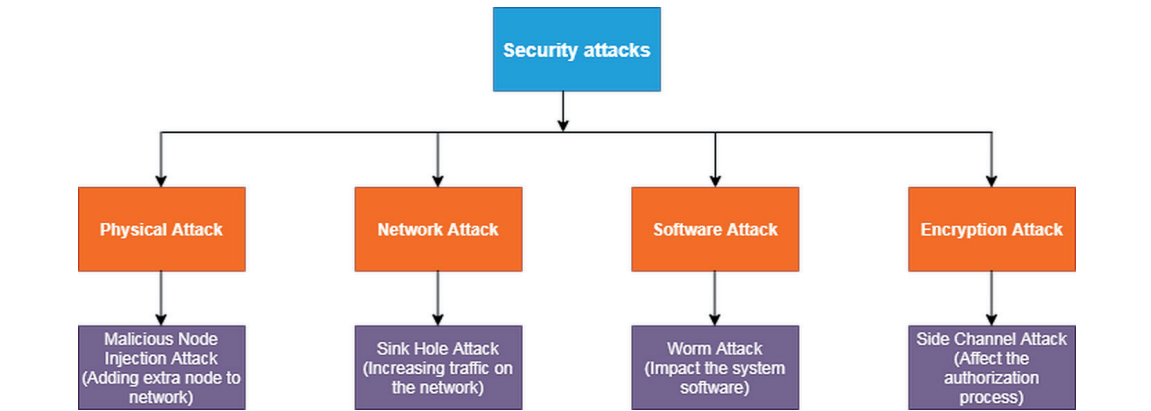 Security attacks
Physical Attack
Network Attack
Software Attack
Encryption Attack
Malicious Node
Injection Attack
(Adding extra node to
network)
Sink Hole Attack
(Increasing traffic on
the network)
Worm Attack
(Impact the system
software)
Side Channel Attack
(Affect the
authorization
process)